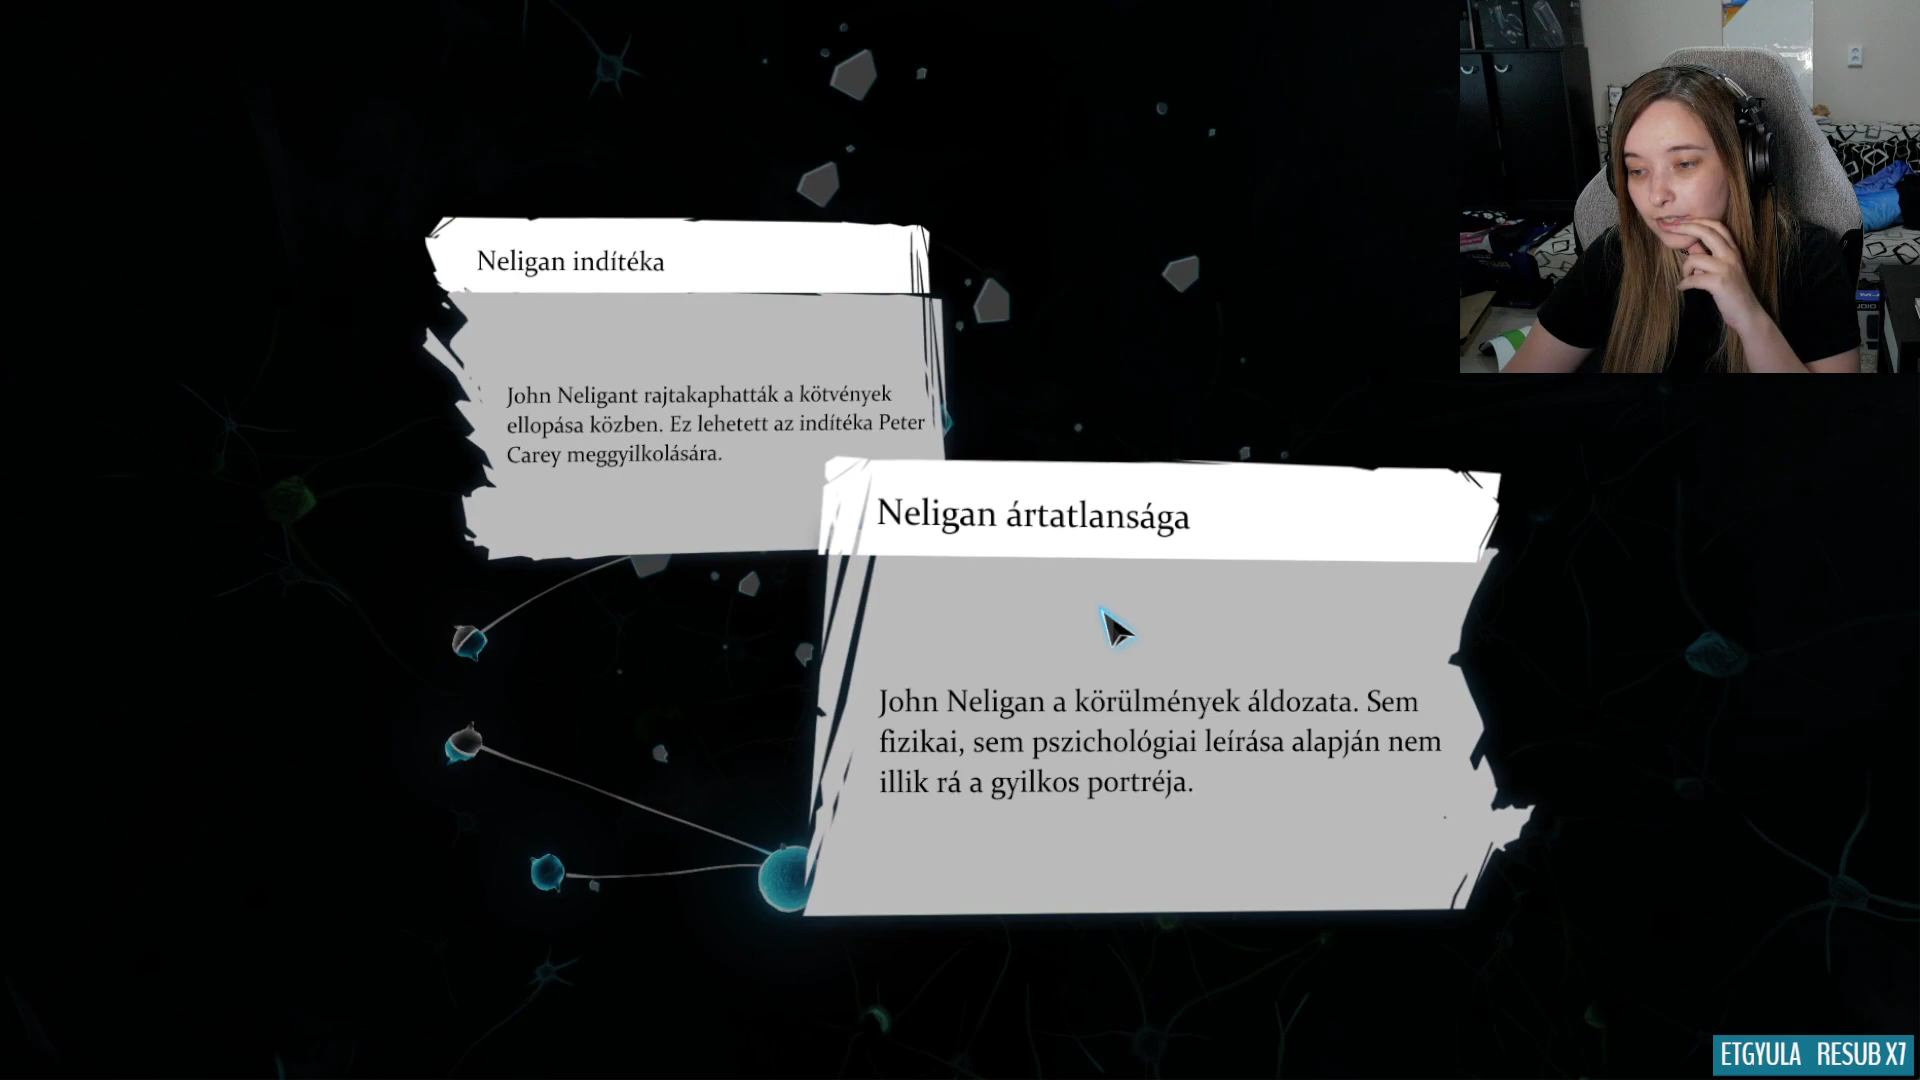 Neligan indítéka
John Neligant rajtakaphatták a kötvények
ellopása közben. Ez lehetett az indítéka Peter
Carey meggyilkolására.
Neligan ártatlansága
John Neligan a körülmények áldozata. Sem
fizikai, sem pszichológiai leírása alapján nem
illik rá a gyilkos portréja.
ETGYULA RESUB X7